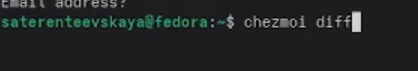 Email address?
saterenteevskaya@fedora:~$ chezmoi diff